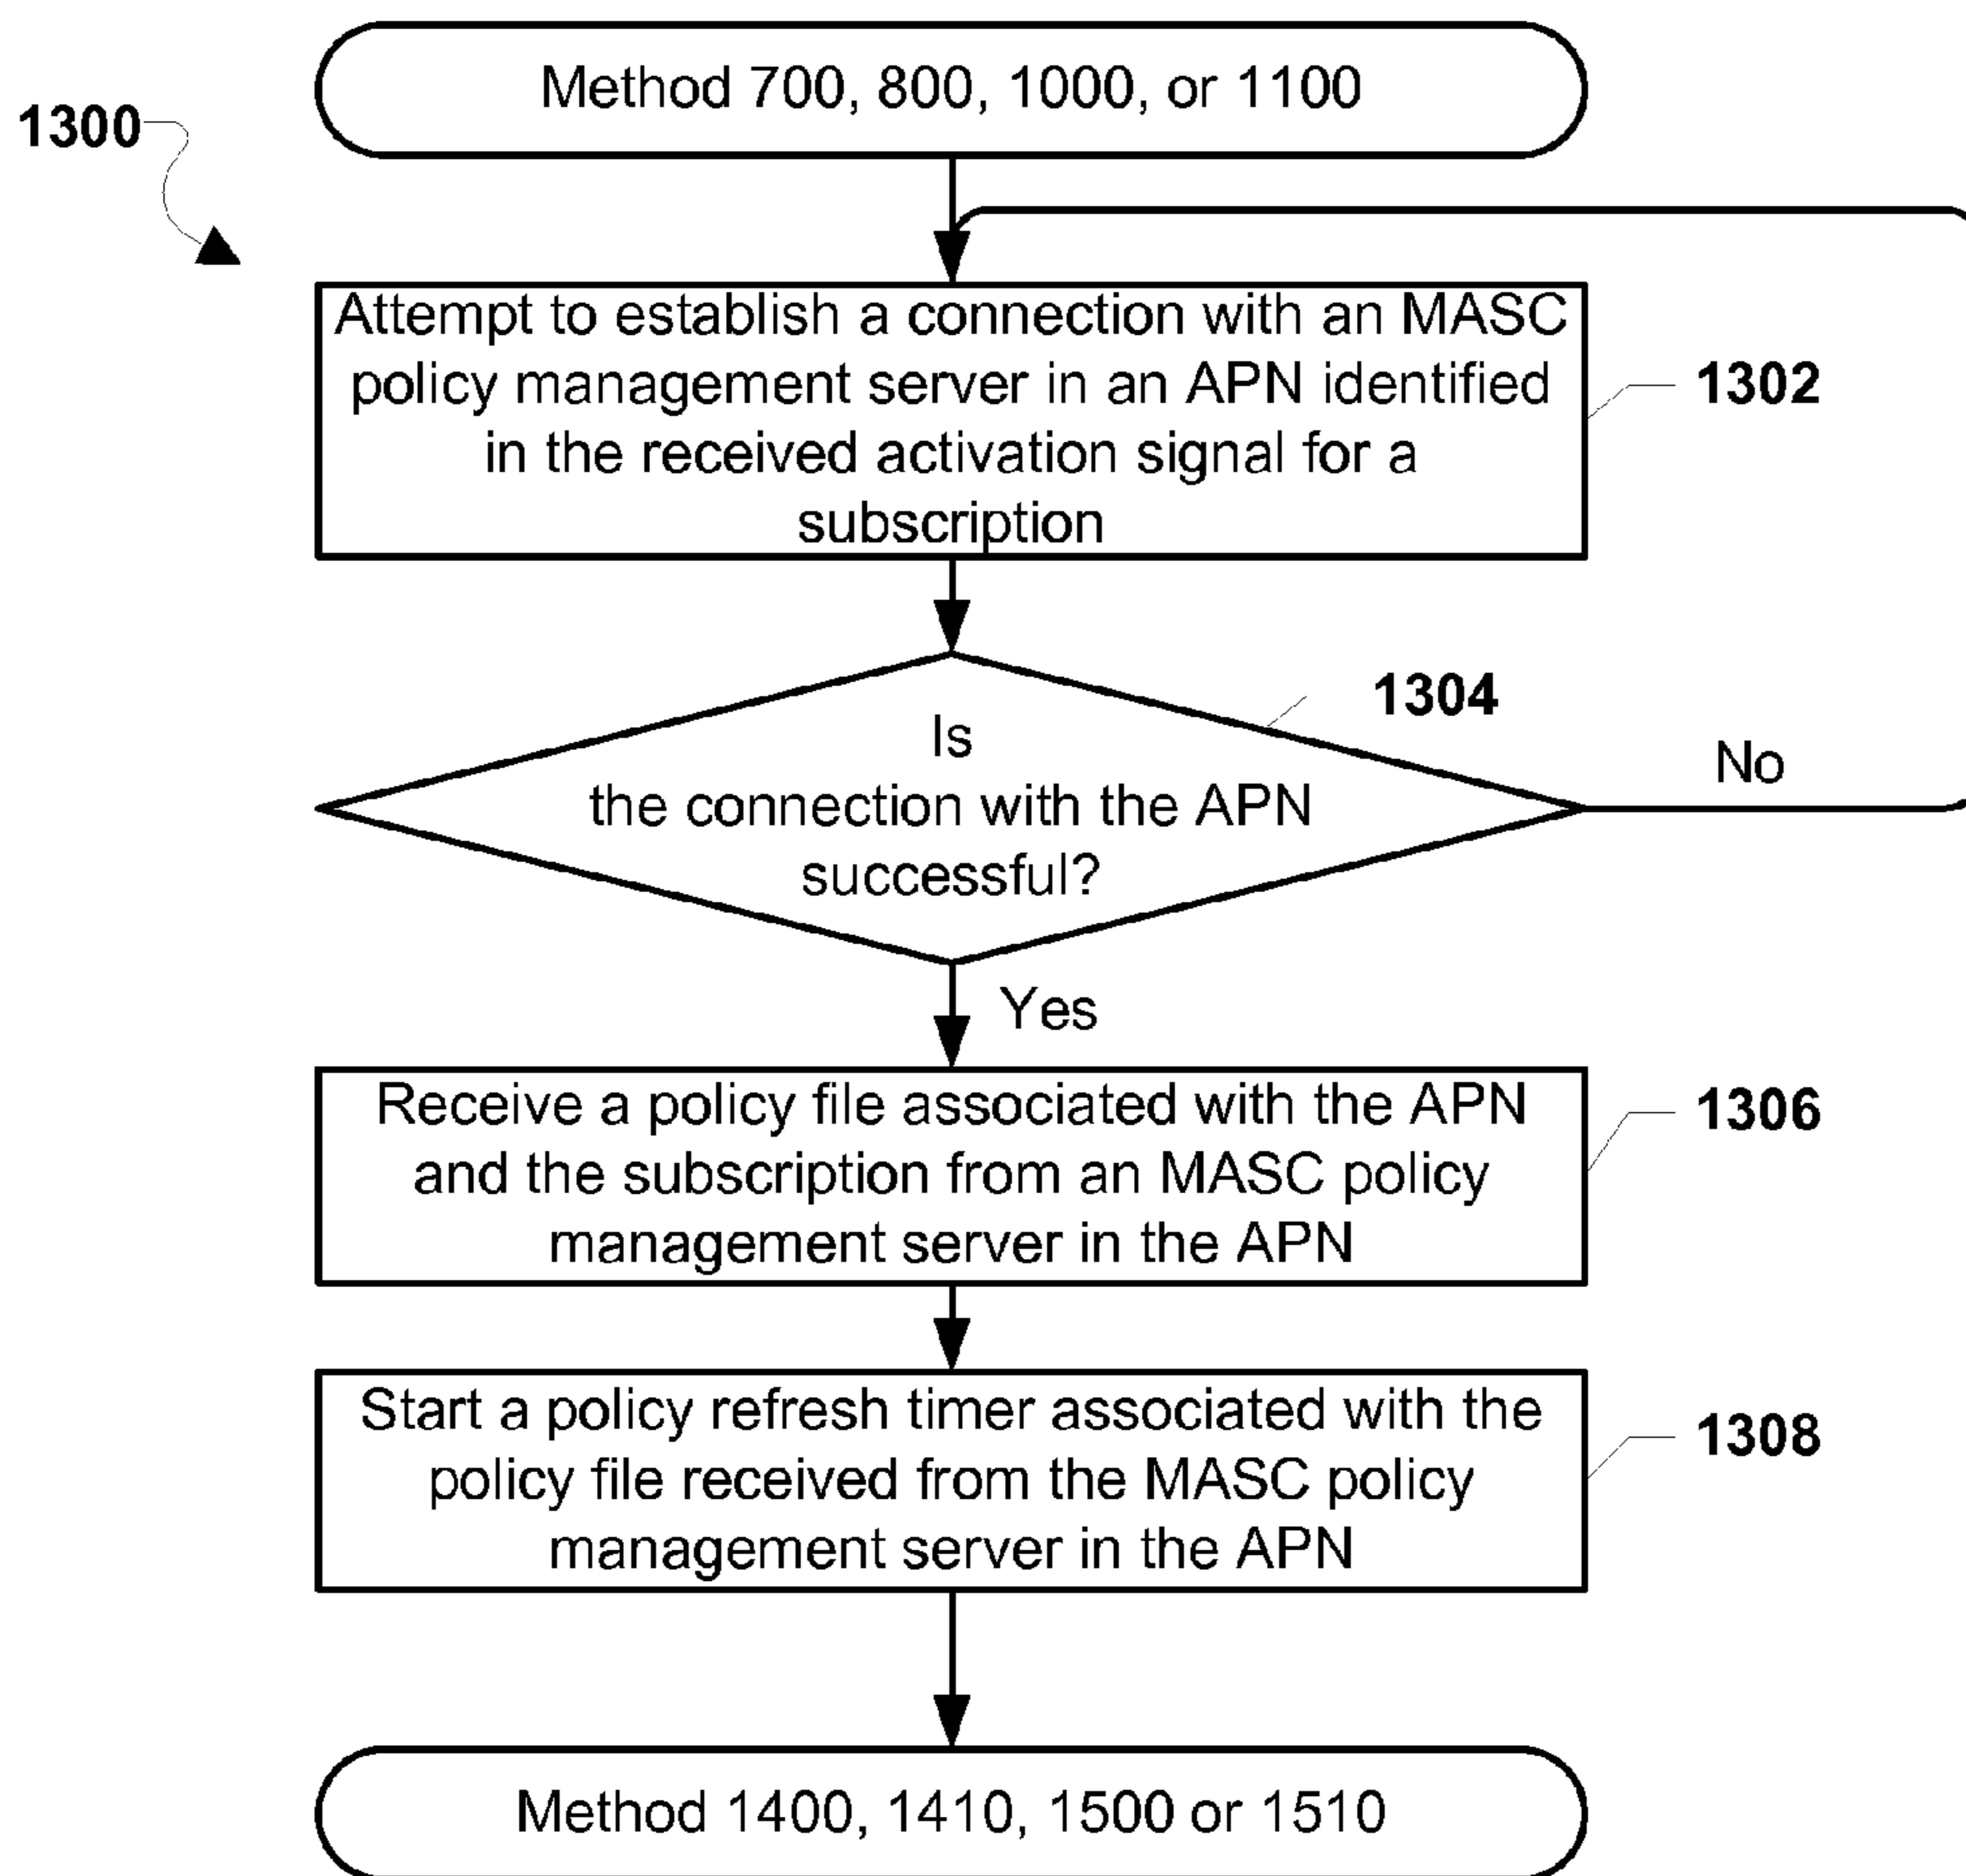 Method 700, 800, 1000, or 1100
1300
Attempt to establish a connection with an MASC
policy management server in an APN identified
in the received activation signal for a
subscription
1302
1304
Is
the connection with the APN
successful?
No
Yes
Receive a policy file associated with the APN
and the subscription from an MASC policy
management server in the APN
1306
Start a policy refresh timer associated with the
policy file received from the MASC policy
management server in the APN
1308
Method 1400, 1410, 1500 or 1510